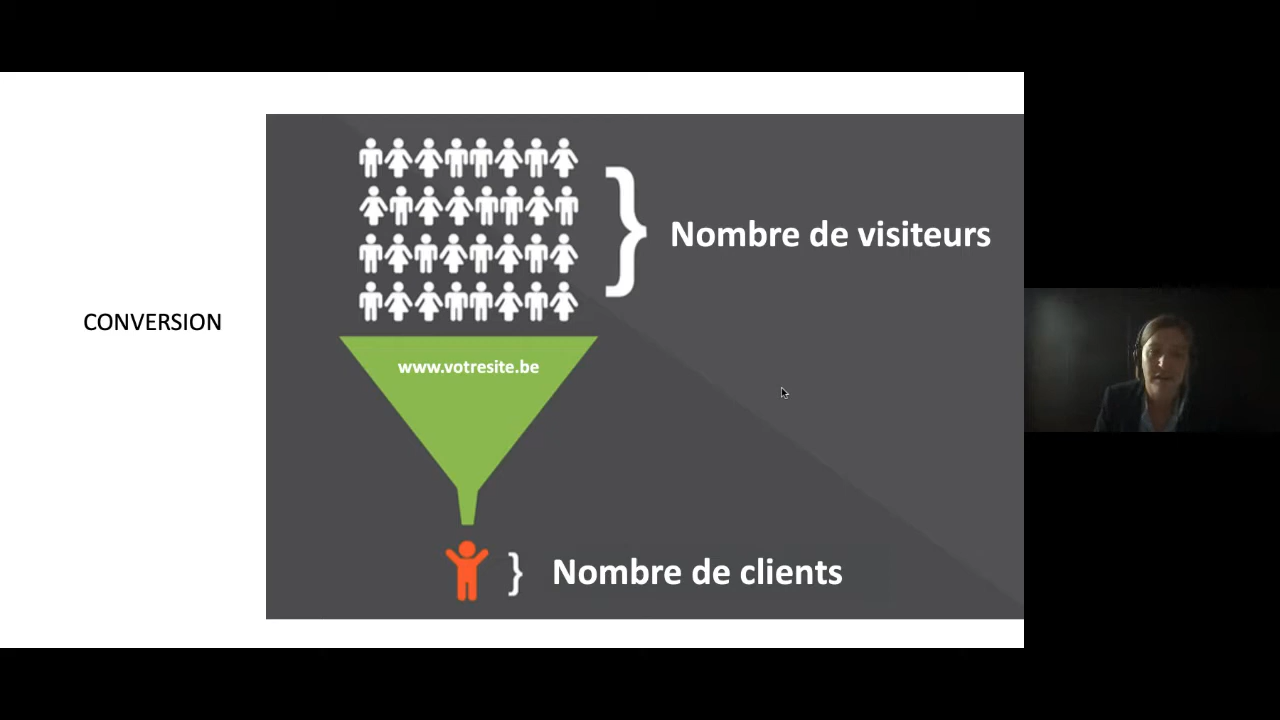 CONVERSION
Nombre de visiteurs
www.votresite.be
Nombre de clients